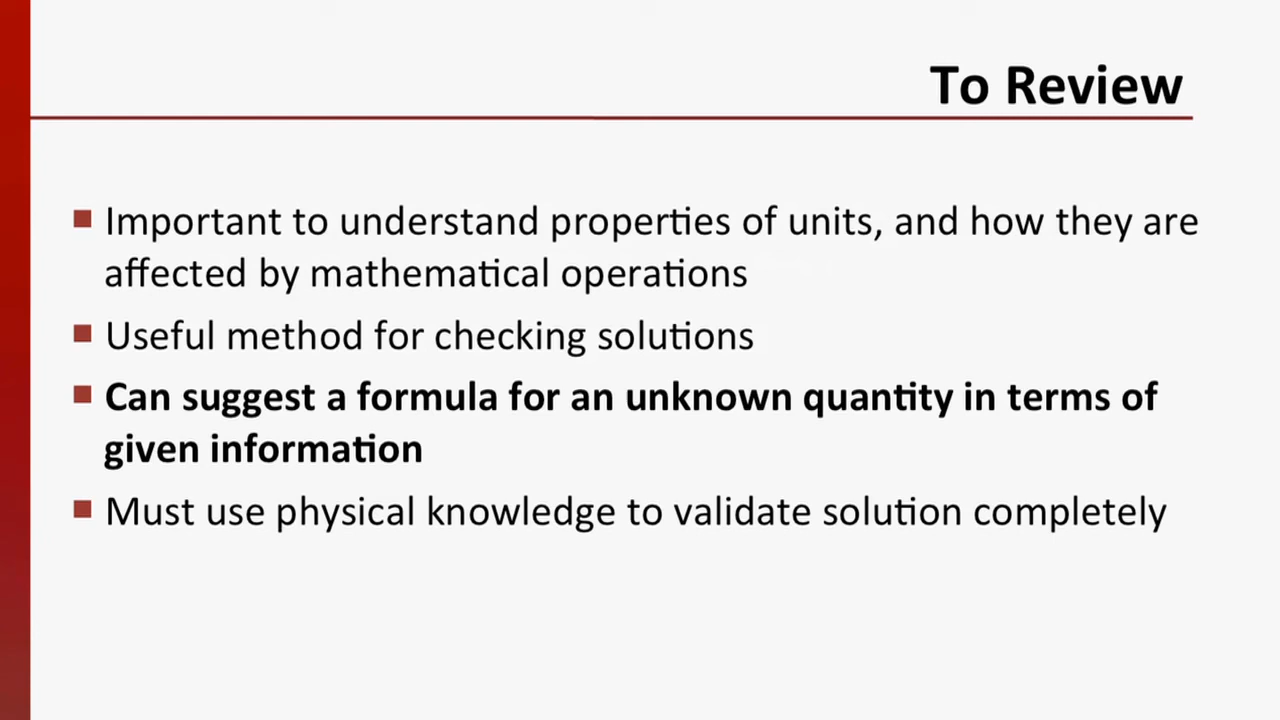 To Review
Important to understand properties of units, and how they are
affected by mathematical operations
Useful method for checking solutions
Can suggest a formula for an unknown quantity in terms of
given information
Must use physical knowledge to validate solution completely